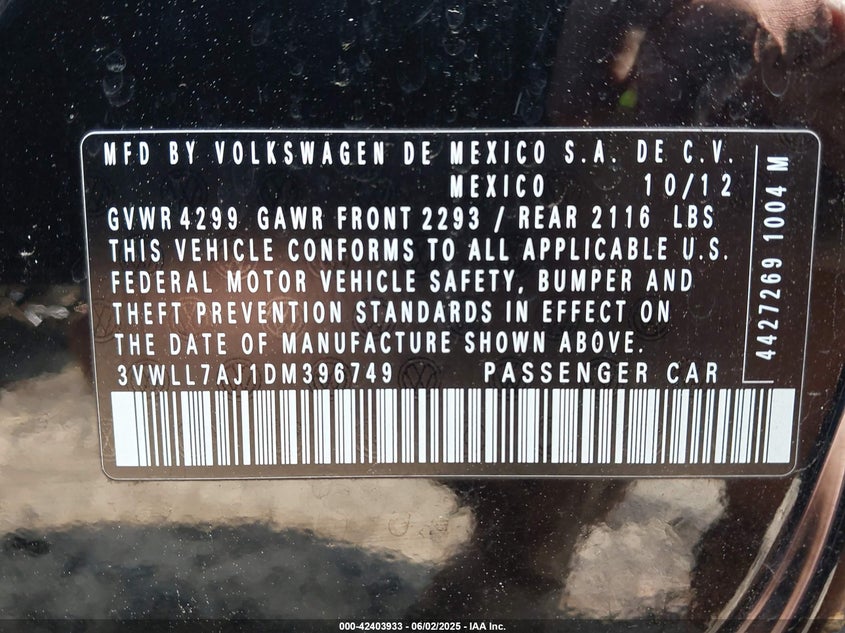 MFD BY VOLKSWAGEN DE MEXICO S.A. DE C.V.
MEXICO 10/12
GVWR 4299 GAWR FRONT 2293 / REAR 2116 LBS
THIS VEHICLE CONFORMS TO ALL APPLICABLE U.S.
FEDERAL MOTOR VEHICLE SAFETY, BUMPER AND
THEFT PREVENTION STANDARDS IN EFFECT ON
THE DATE OF MANUFACTURE SHOWN ABOVE.
3VWLL7AJ1DM396749 PASSENGER CAR
4427269 1004 M
000-42403933 - 06/02/2025 - IAA Inc.